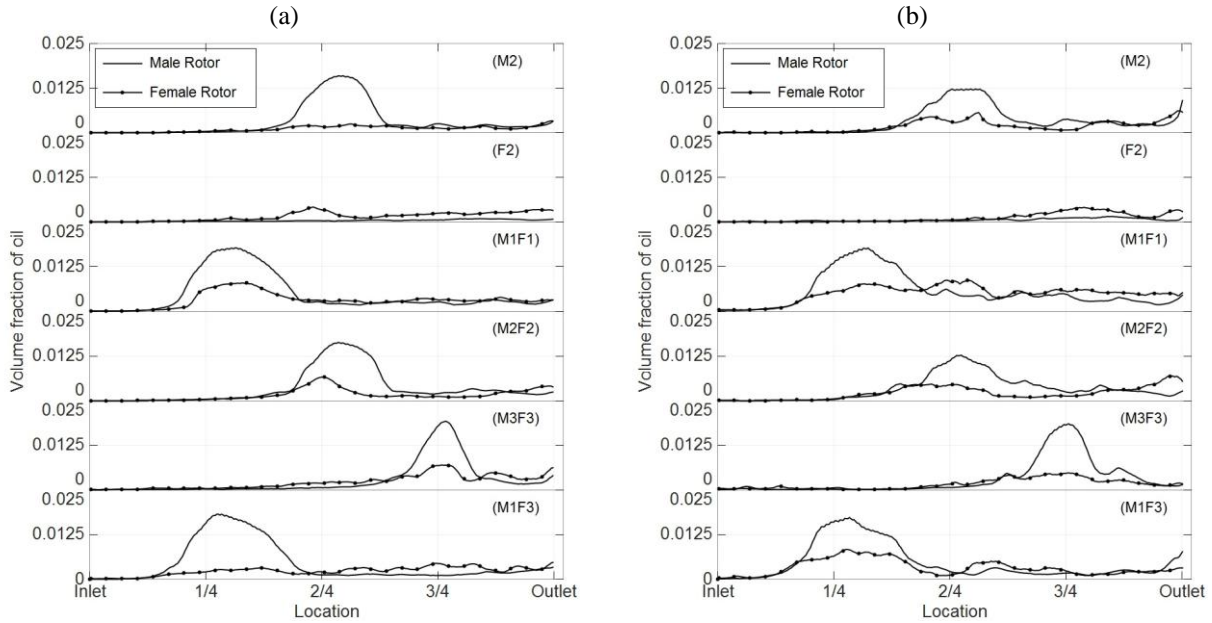 (a)
0.025
Male Rotor
Female Rotor
(M2)
0.0125
0
0.025
(F2)
0.0125
0
0.025
(M1F1)
0.0125
0
0.025
(M2F2)
0.0125
0
0.025
(M3F3)
0.0125
0
0.025
(M1F3)
0.0125
0
Inlet 1/4 2/4 3/4 Outlet
Location
Volume fraction of oil
(b)
0.025
Male Rotor
Female Rotor
(M2)
0.0125
0
0.025
(F2)
0.0125
0
0.025
(M1F1)
0.0125
0
0.025
(M2F2)
0.0125
0
0.025
(M3F3)
0.0125
0
0.025
(M1F3)
0.0125
0
Inlet 1/4 2/4 3/4 Outlet
Location
Volume fraction of oil